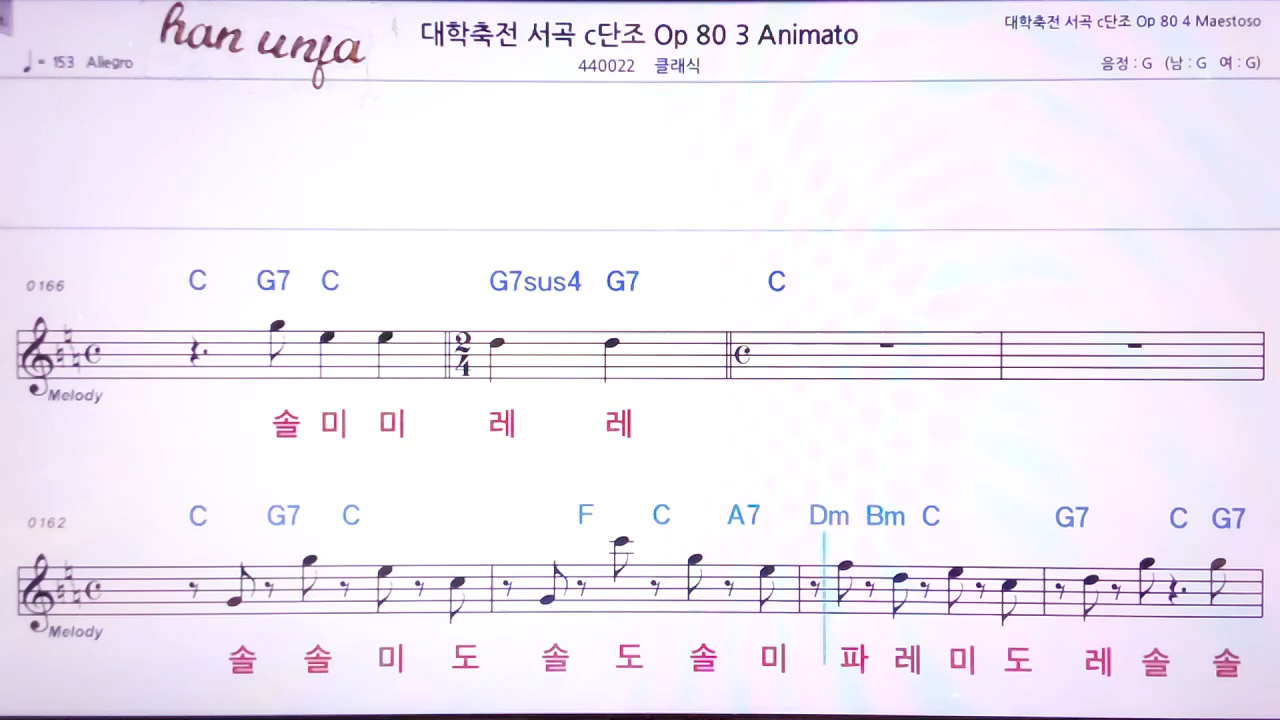 han unfa
대학축전 서곡 c단조 Op 80 3 Animato
대학축전 서곡 c단조 Op 80 4 Maestoso
♩ = 153 Allegro
440022 클래식
음정 : G (남 : G 여 : G)
0166
C G7 C G7sus4 G7 C
2
4
Melody
솔 미 미 레 레
0162
C G7 C F C A7 Dm Bm C G7 C G7
Melody
솔 솔 미 도 솔 도 솔 미 파 레 미 도 레 솔 솔